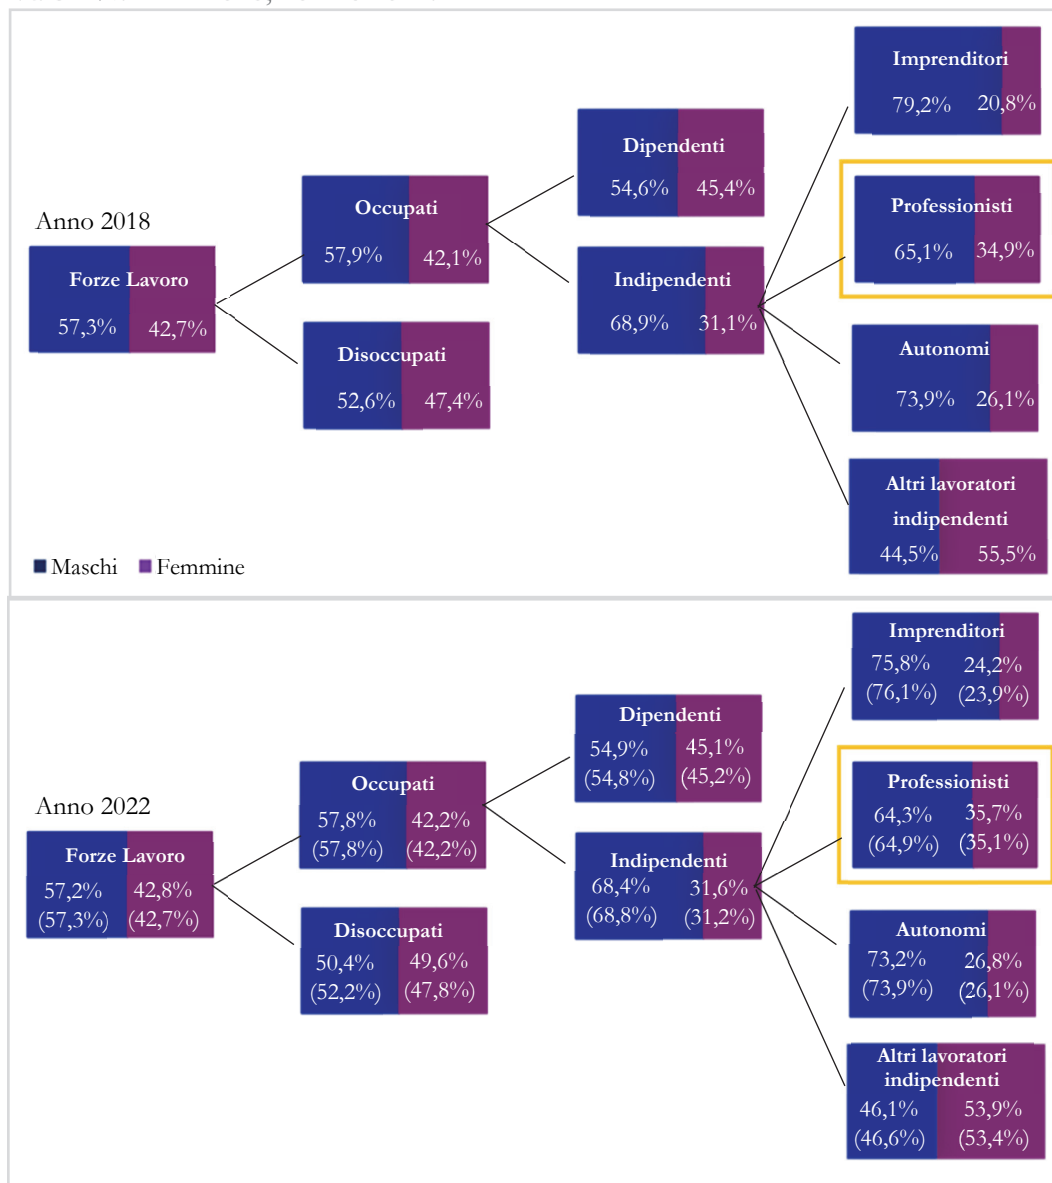 Imprenditori
79,2% 20,8%
Dipendenti
54,6% 45,4%
Occupati
57,9% 42,1%
Professionisti
65,1% 34,9%
Anno 2018
Forze Lavoro
57,3% 42,7%
Indipendenti
68,9% 31,1%
Disoccupati
52,6% 47,4%
Autonomi
73,9% 26,1%
Altri lavoratori
indipendenti
44,5% 55,5%
Maschi Femmine
Imprenditori
75,8% 24,2%
(76,1%) (23,9%)
Dipendenti
54,9% 45,1%
(54,8%) (45,2%)
Occupati
57,8% 42,2%
(57,8%) (42,2%)
Professionisti
64,3% 35,7%
(64,9%) (35,1%)
Anno 2022
Forze Lavoro
57,2% 42,8%
(57,3%) (42,7%)
Indipendenti
68,4% 31,6%
(68,8%) (31,2%)
Disoccupati
50,4% 49,6%
(52,2%) (47,8%)
Autonomi
73,2% 26,8%
(73,9%) (26,1%)
Altri lavoratori
indipendenti
46,1% 53,9%
(46,6%) (53,4%)